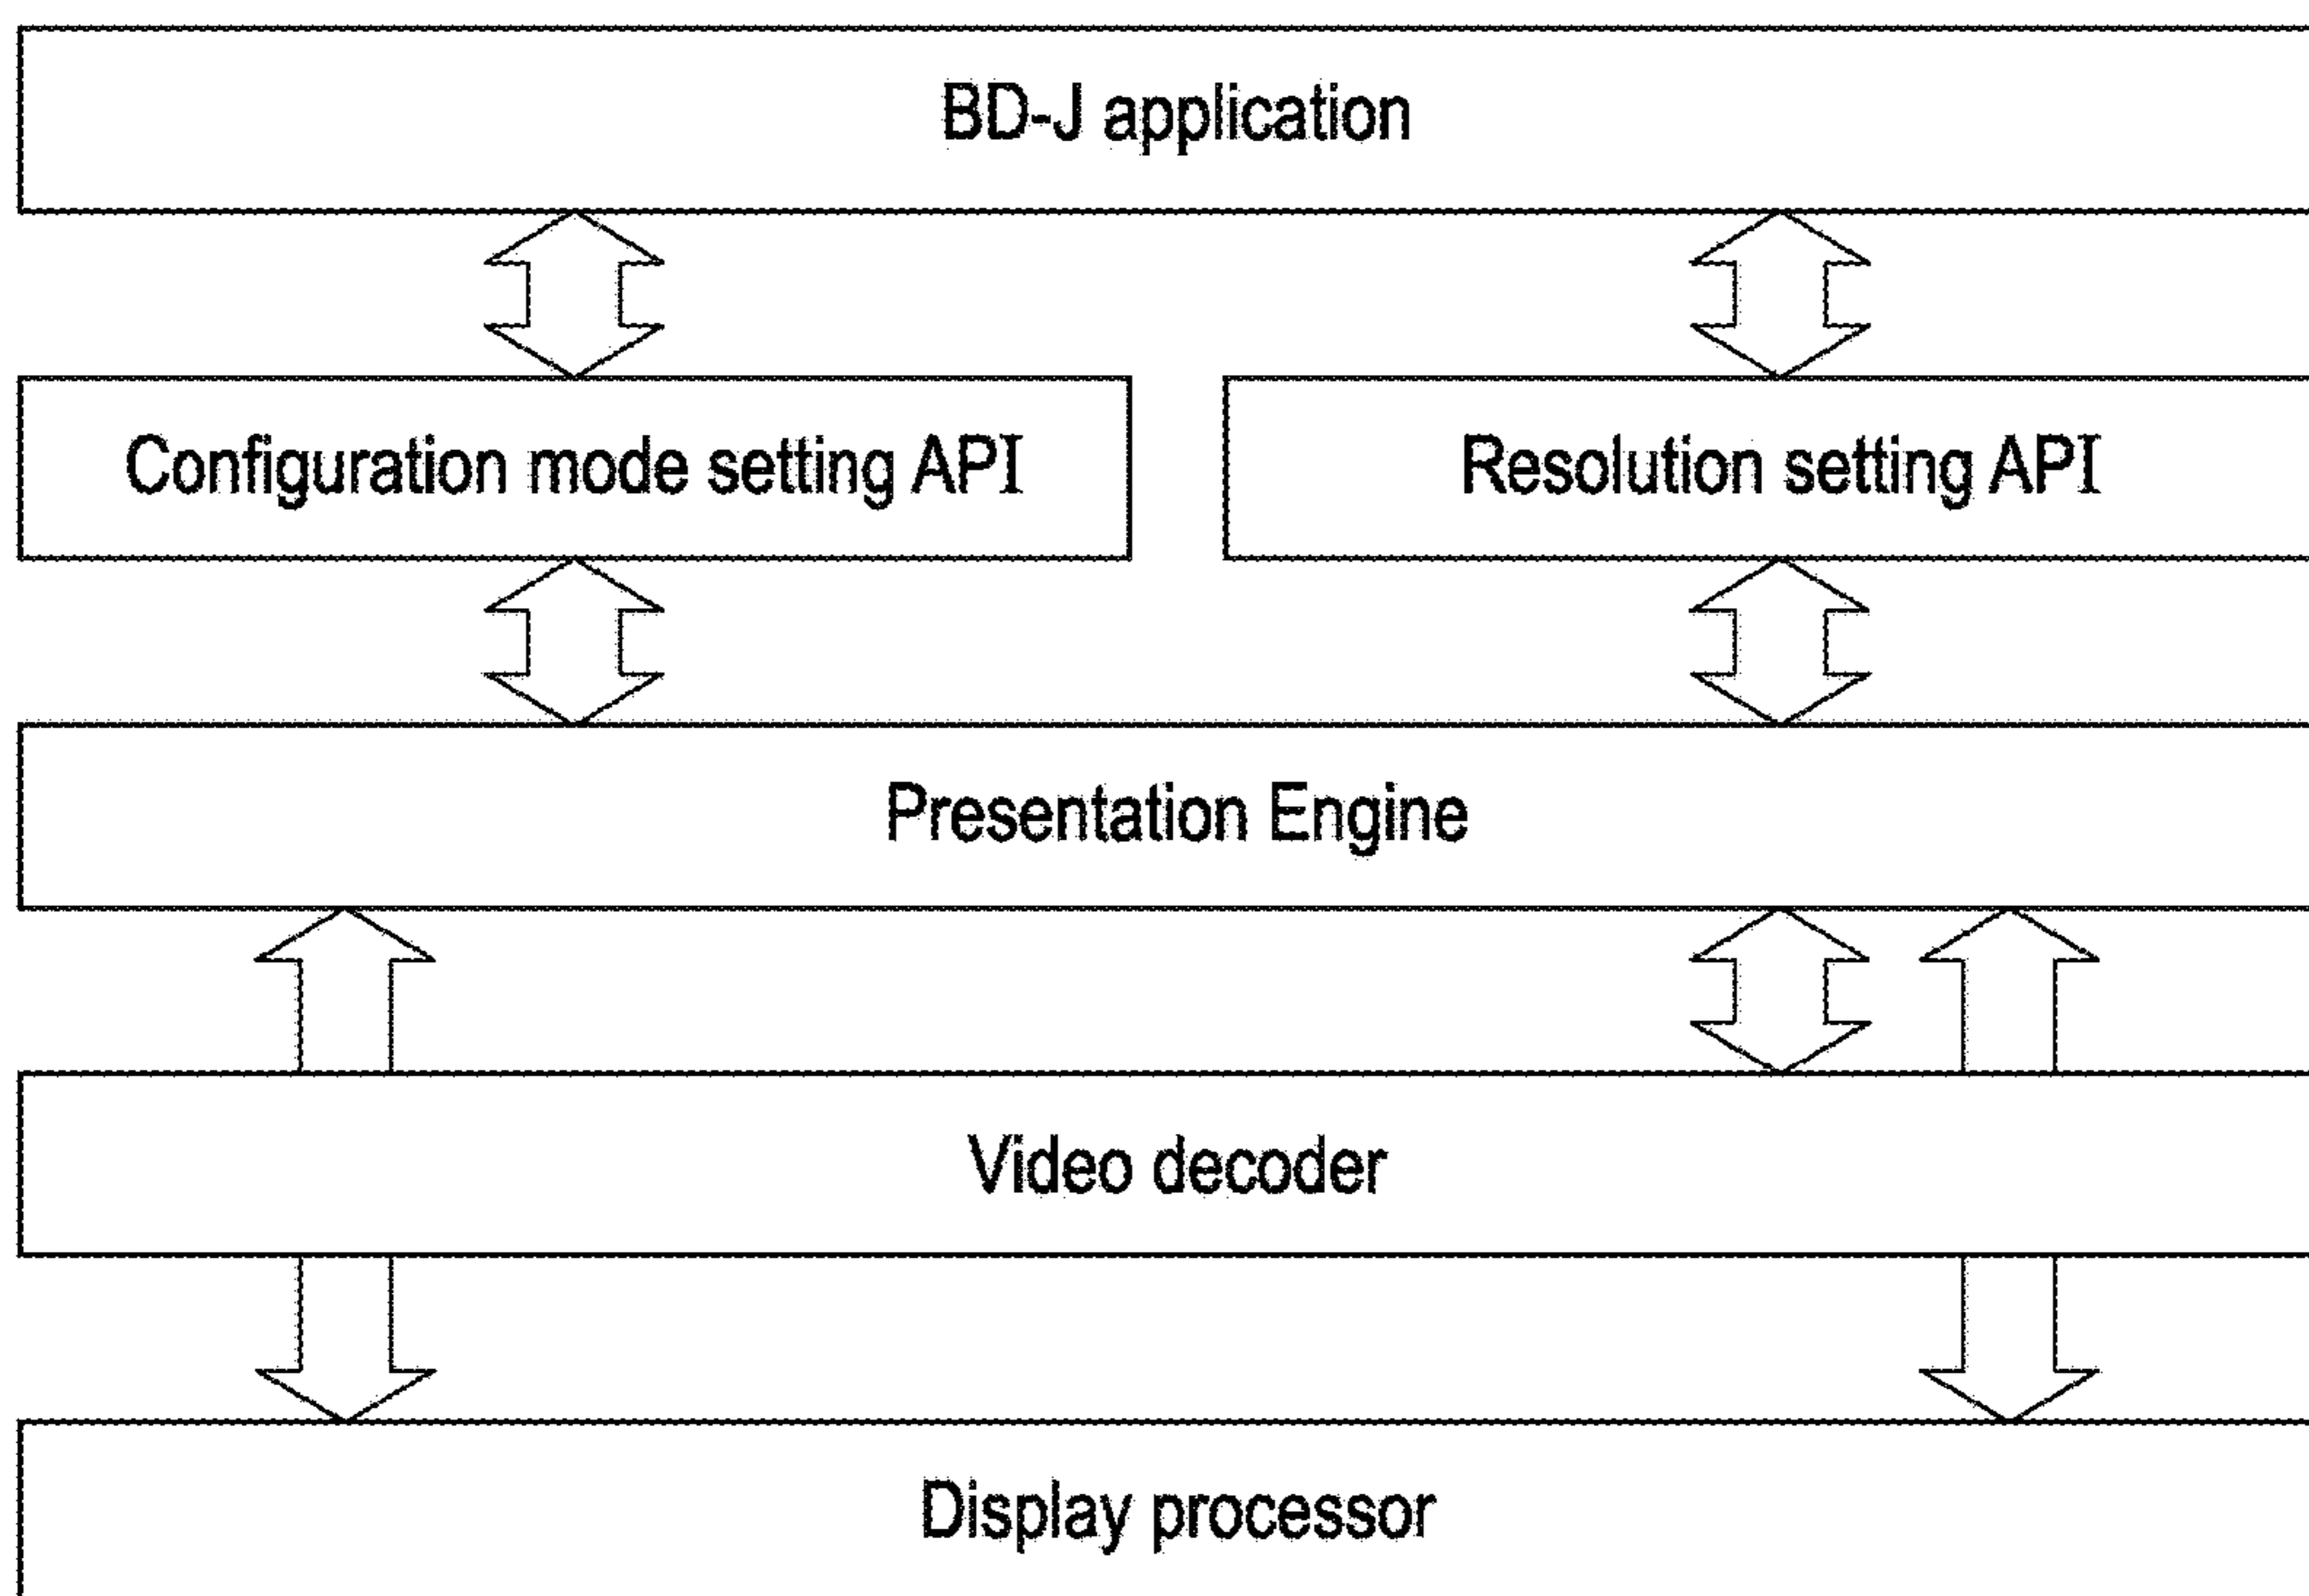 BD-J application
Configuration mode setting API
Resolution setting API
Presentation Engine
Video decoder
Display processor